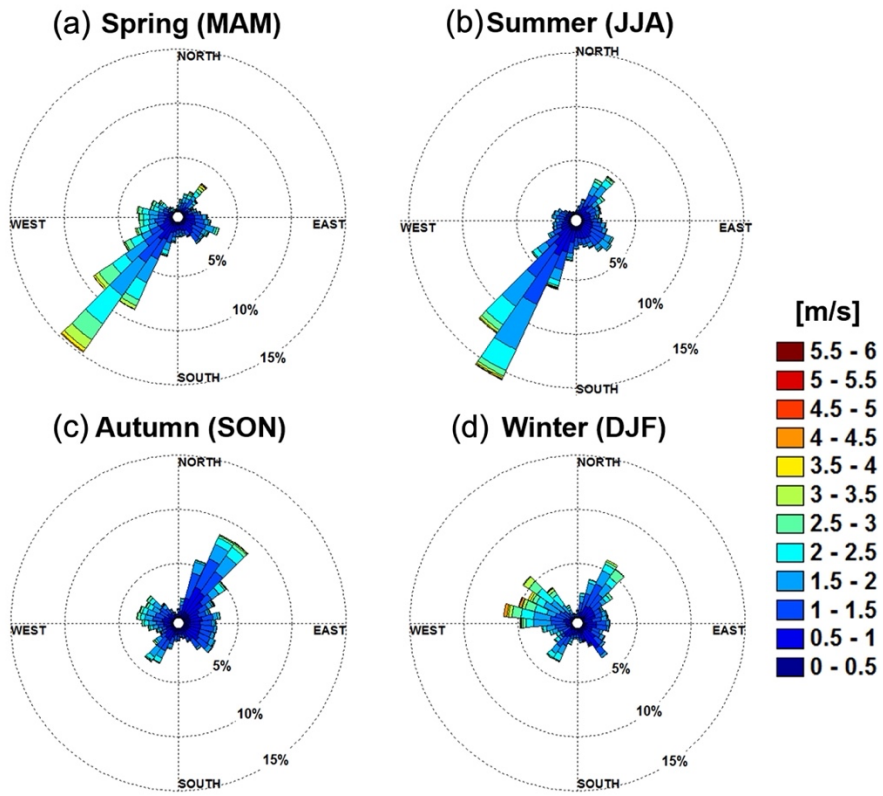 (a) Spring (MAM)
NORTH
WEST
EAST
5%
10%
15%
SOUTH
(b) Summer (JJA)
NORTH
WEST
EAST
5%
10%
15%
SOUTH
(c) Autumn (SON)
NORTH
WEST
EAST
5%
10%
15%
SOUTH
(d) Winter (DJF)
NORTH
WEST
EAST
5%
10%
15%
SOUTH
[m/s]
5.5 - 6
5 - 5.5
4.5 - 5
4 - 4.5
3.5 - 4
3 - 3.5
2.5 - 3
2 - 2.5
1.5 - 2
1 - 1.5
0.5 - 1
0 - 0.5